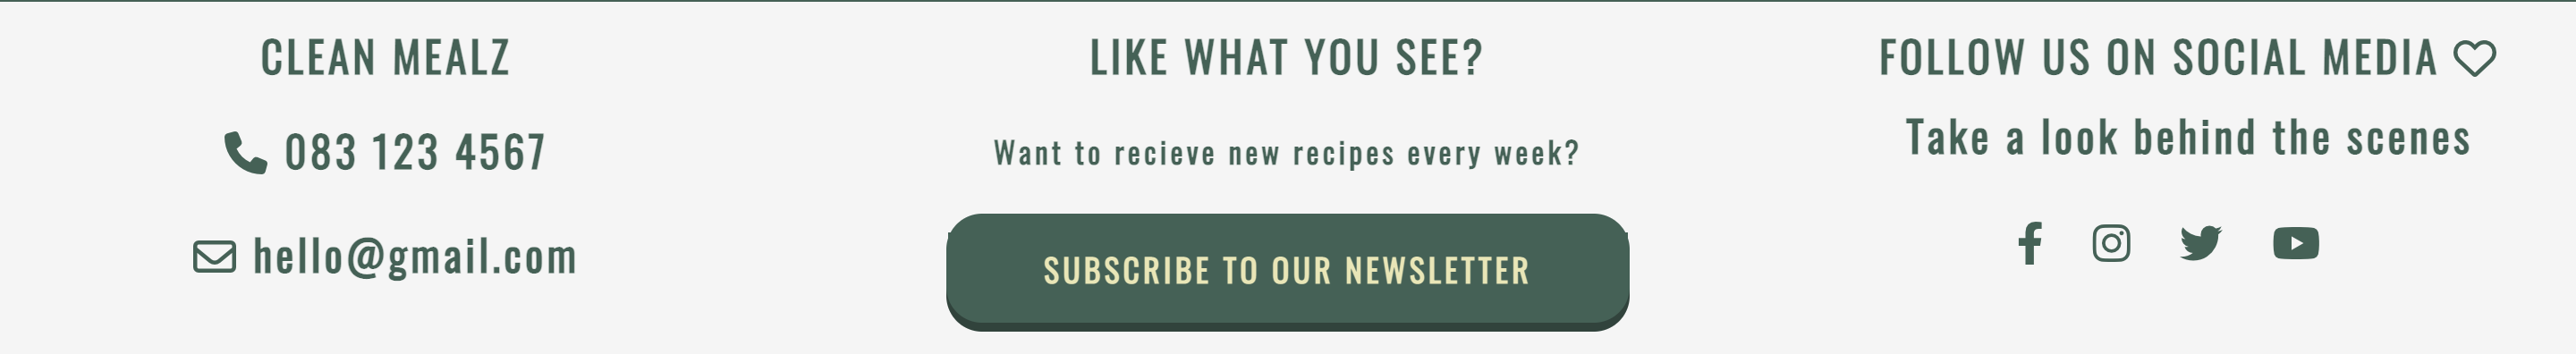 CLEAN MEALZ
083 123 4567
hello@gmail.com
LIKE WHAT YOU SEE?
Want to recieve new recipes every week?
SUBSCRIBE TO OUR NEWSLETTER
FOLLOW US ON SOCIAL MEDIA
Take a look behind the scenes